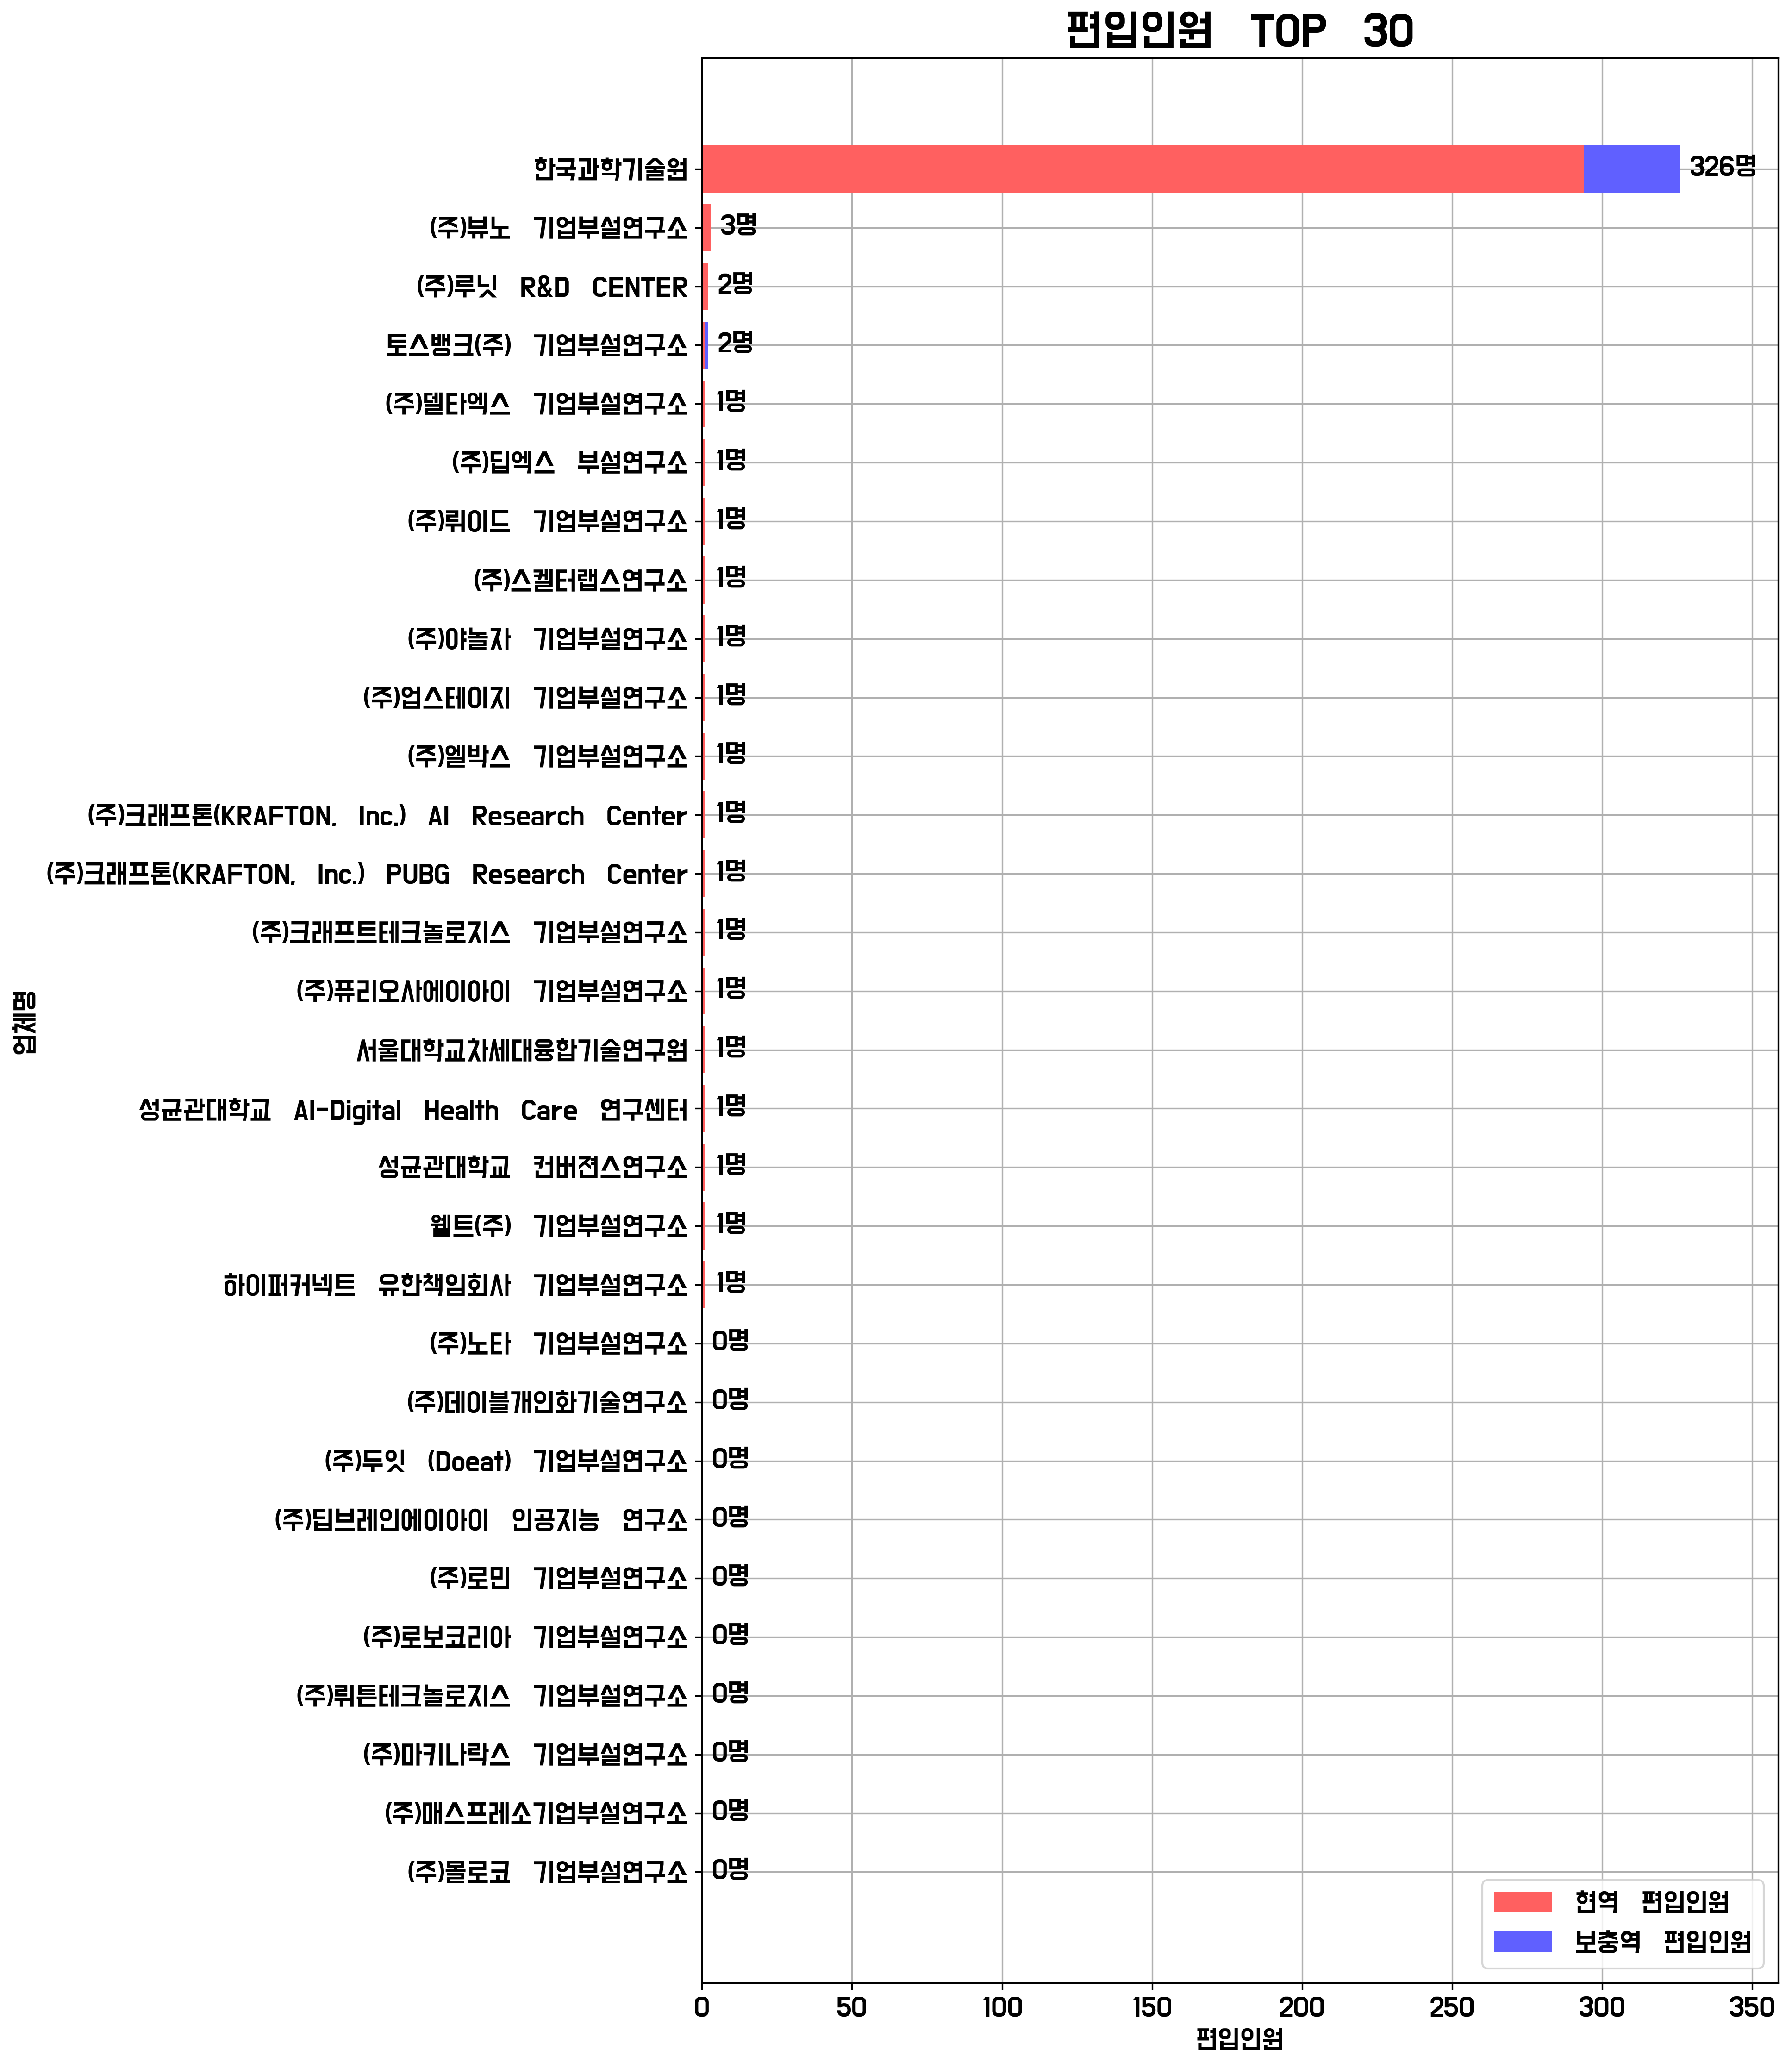 편입인원 TOP 30
한국과학기술원 326명
(주)뷰노 기업부설연구소 3명
(주)루닛 R&D CENTER 2명
토스뱅크(주) 기업부설연구소 2명
(주)델타엑스 기업부설연구소 1명
(주)딥엑스 부설연구소 1명
(주)뤼이드 기업부설연구소 1명
(주)스켈터랩스연구소 1명
(주)야놀자 기업부설연구소 1명
(주)업스테이지 기업부설연구소 1명
(주)엘박스 기업부설연구소 1명
(주)크래프톤(KRAFTON, Inc.) AI Research Center 1명
(주)크래프톤(KRAFTON, Inc.) PUBG Research Center 1명
(주)크래프트테크놀로지스 기업부설연구소 1명
(주)퓨리오사에이아이 기업부설연구소 1명
서울대학교차세대융합기술연구원 1명
성균관대학교 AI-Digital Health Care 연구센터 1명
성균관대학교 컨버젼스연구소 1명
웰트(주) 기업부설연구소 1명
하이퍼커넥트 유한책임회사 기업부설연구소 1명
(주)노타 기업부설연구소 0명
(주)데이블개인화기술연구소 0명
(주)두잇 (Doeat) 기업부설연구소 0명
(주)딥브레인에이아이 인공지능 연구소 0명
(주)로민 기업부설연구소 0명
(주)로보코리아 기업부설연구소 0명
(주)뤼튼테크놀로지스 기업부설연구소 0명
(주)마키나락스 기업부설연구소 0명
(주)매스프레소기업부설연구소 0명
(주)몰로코 기업부설연구소 0명
업체명
현역 편입인원
보충역 편입인원
0 50 100 150 200 250 300 350
편입인원